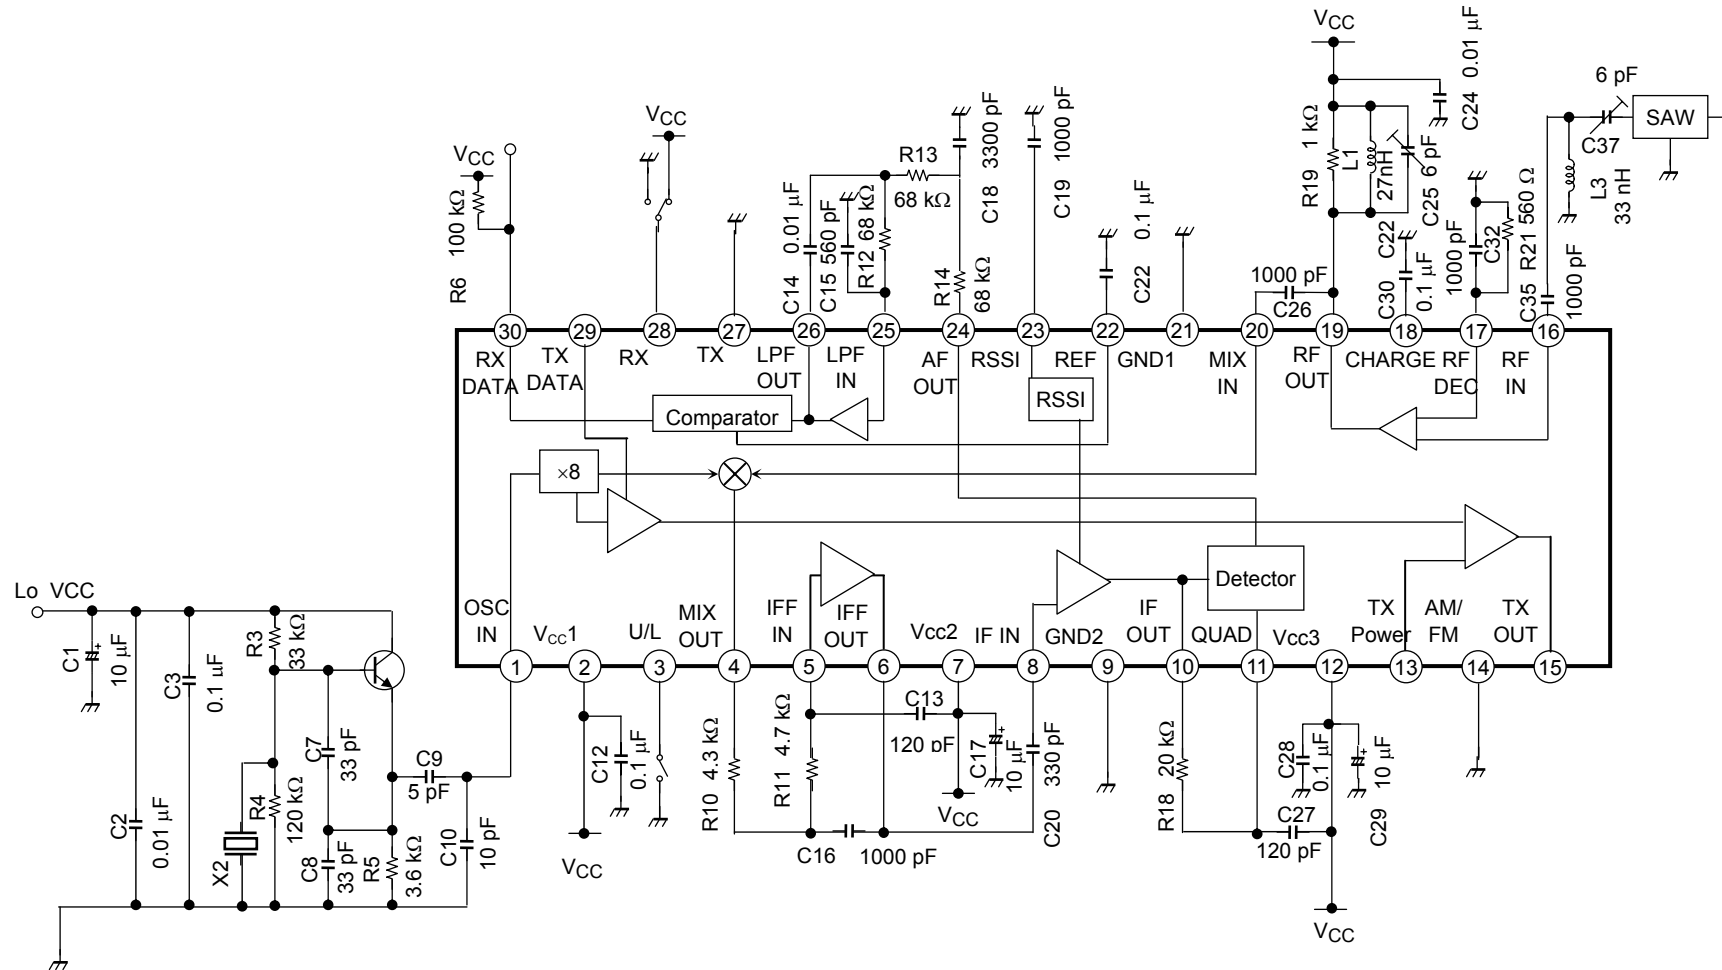 VCC
C24 0.01 µF
6 pF
SAW
C37
L3
33 nH
VCC
100 kΩ
R6
VCC
C14 0.01 µF
C15 560 pF
R12 68 kΩ
R13
68 kΩ
C18 3300 pF
R14
68 kΩ
C19 1000 pF
C22 0.1 µF
1000 pF
C26
R19 1 kΩ
L1
27nH
C25 6 pF
C22
C30
0.1 µF
1000 pF
C32
R21 560 Ω
C35
1000 pF
30 29 28 27 26 25 24 23 22 21 20 19 18 17 16
RX DATA
TX DATA
RX
TX
LPF OUT
LPF IN
AF OUT
RSSI
REF
GND1
MIX IN
RF OUT
CHARGE
RF DEC
RF IN
Comparator
RSSI
×8
Detector
OSC IN
VCC1
U/L
MIX OUT
IFF IN
IFF OUT
Vcc2
IF IN
GND2
IF OUT
QUAD
Vcc3
TX Power
AM/FM
TX OUT
1 2 3 4 5 6 7 8 9 10 11 12 13 14 15
Lo VCC
C1
10 µF
C2
0.01 µF
C3
0.1 µF
R3
33 kΩ
X2
R4
120 kΩ
C7
33 pF
C8
33 pF
R5
3.6 kΩ
C9
5 pF
C10
10 pF
C12
0.1 µF
VCC
R10 4.3 kΩ
R11 4.7 kΩ
C16
1000 pF
C13
120 pF
C17
10 µF
VCC
C20 330 pF
R18 20 kΩ
C27
120 pF
C28
0.1 µF
C29
10 µF
VCC